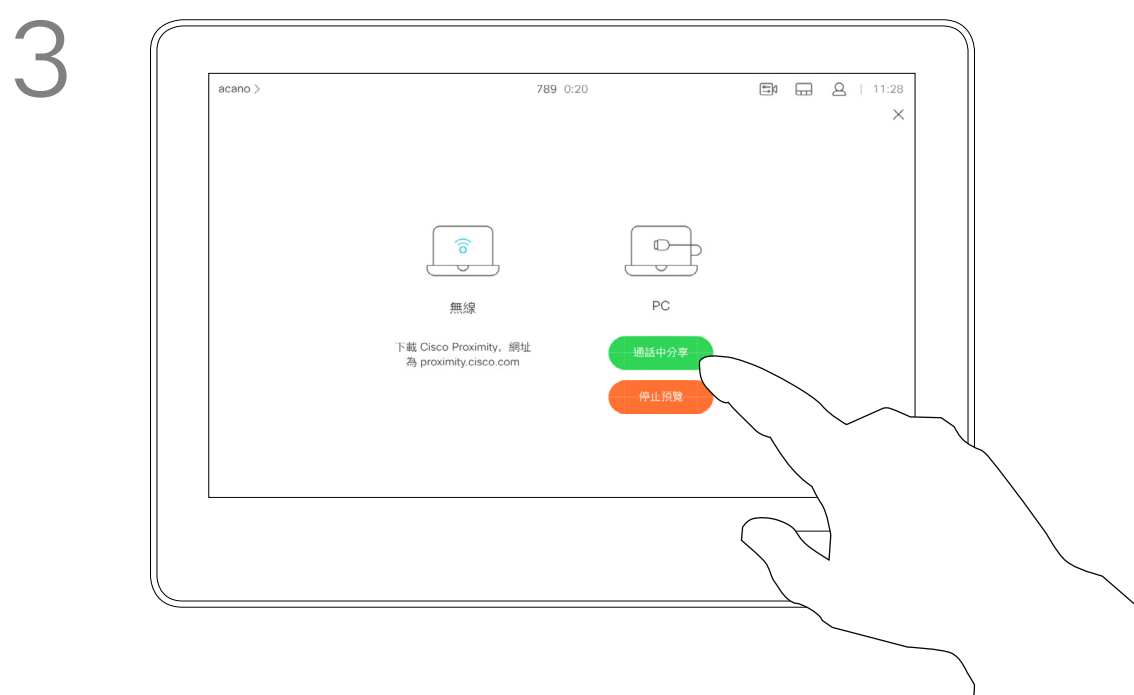 3
acano >
789 0:20
11:28
無線
下載 Cisco Proximity，網址
為 proximity.cisco.com
PC
通話中分享
停止預覽